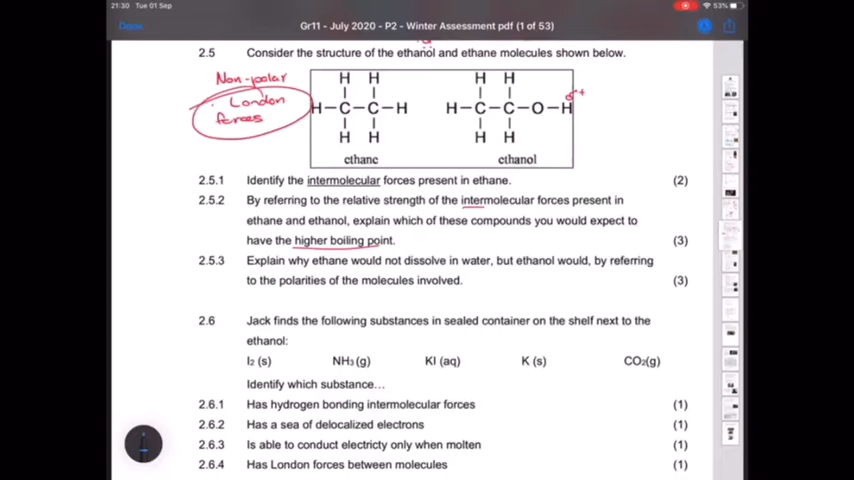 21:30 Tue 01 Sep
53%
Done
Gr11 - July 2020 - P2 - Winter Assessment pdf (1 of 53)
2.5 Consider the structure of the ethanol and ethane molecules shown below.
Non-polar
London
forces
H H
H-C-C-H
H H
ethane
H H
H-C-C-O-H
δ+
H H
ethanol
2.5.1 Identify the intermolecular forces present in ethane. (2)
2.5.2 By referring to the relative strength of the intermolecular forces present in
ethane and ethanol, explain which of these compounds you would expect to
have the higher boiling point. (3)
2.5.3 Explain why ethane would not dissolve in water, but ethanol would, by referring
to the polarities of the molecules involved. (3)
2.6 Jack finds the following substances in sealed container on the shelf next to the
ethanol:
I₂ (s) NH₃ (g) KI (aq) K (s) CO₂(g)
Identify which substance…
2.6.1 Has hydrogen bonding intermolecular forces (1)
2.6.2 Has a sea of delocalized electrons (1)
2.6.3 Is able to conduct electricty only when molten (1)
2.6.4 Has London forces between molecules (1)